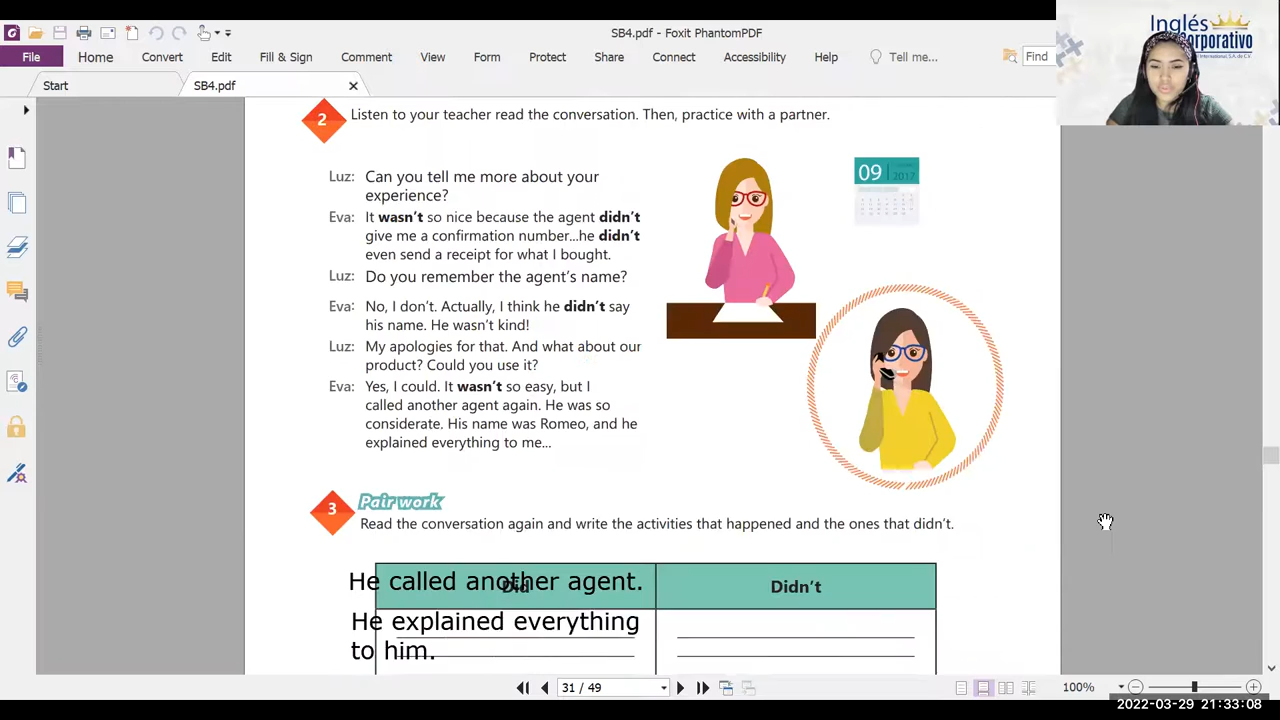 SB4.pdf - Foxit PhantomPDF
Inglés
Corporativo
File Home Convert Edit Fill & Sign Comment View Form Protect Share Connect Accessibility Help Tell me... Find
Start SB4.pdf
2 Listen to your teacher read the conversation. Then, practice with a partner.
09
2017
Luz: Can you tell me more about your
experience?
Eva: It wasn't so nice because the agent didn't
give me a confirmation number...he didn't
even send a receipt for what I bought.
Luz: Do you remember the agent's name?
Eva: No, I don't. Actually, I think he didn't say
his name. He wasn't kind!
Luz: My apologies for that. And what about our
product? Could you use it?
Eva: Yes, I could. It wasn't so easy, but I
called another agent again. He was so
considerate. His name was Romeo, and he
explained everything to me...
3 Pair work
Read the conversation again and write the activities that happened and the ones that didn't.
Did Didn't
He called another agent.
He explained everything
to him.
31 / 49
100%
2022-03-29 21:33:08